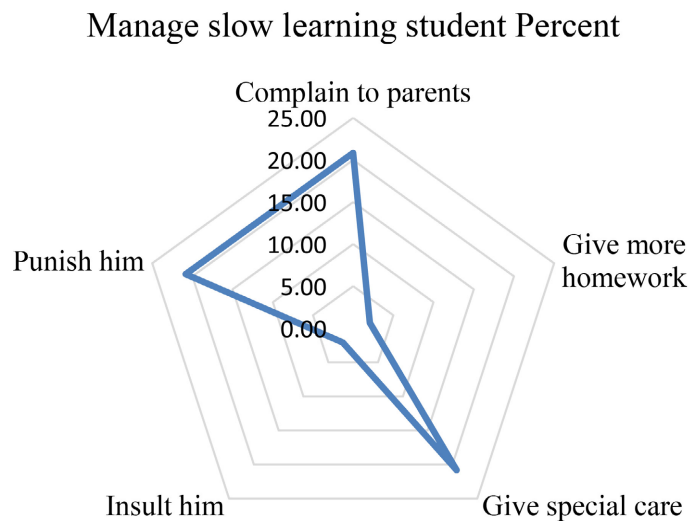 Manage slow learning student Percent
Complain to parents
25.00
20.00
15.00
10.00
5.00
0.00
Give more
homework
Punish him
Insult him
Give special care